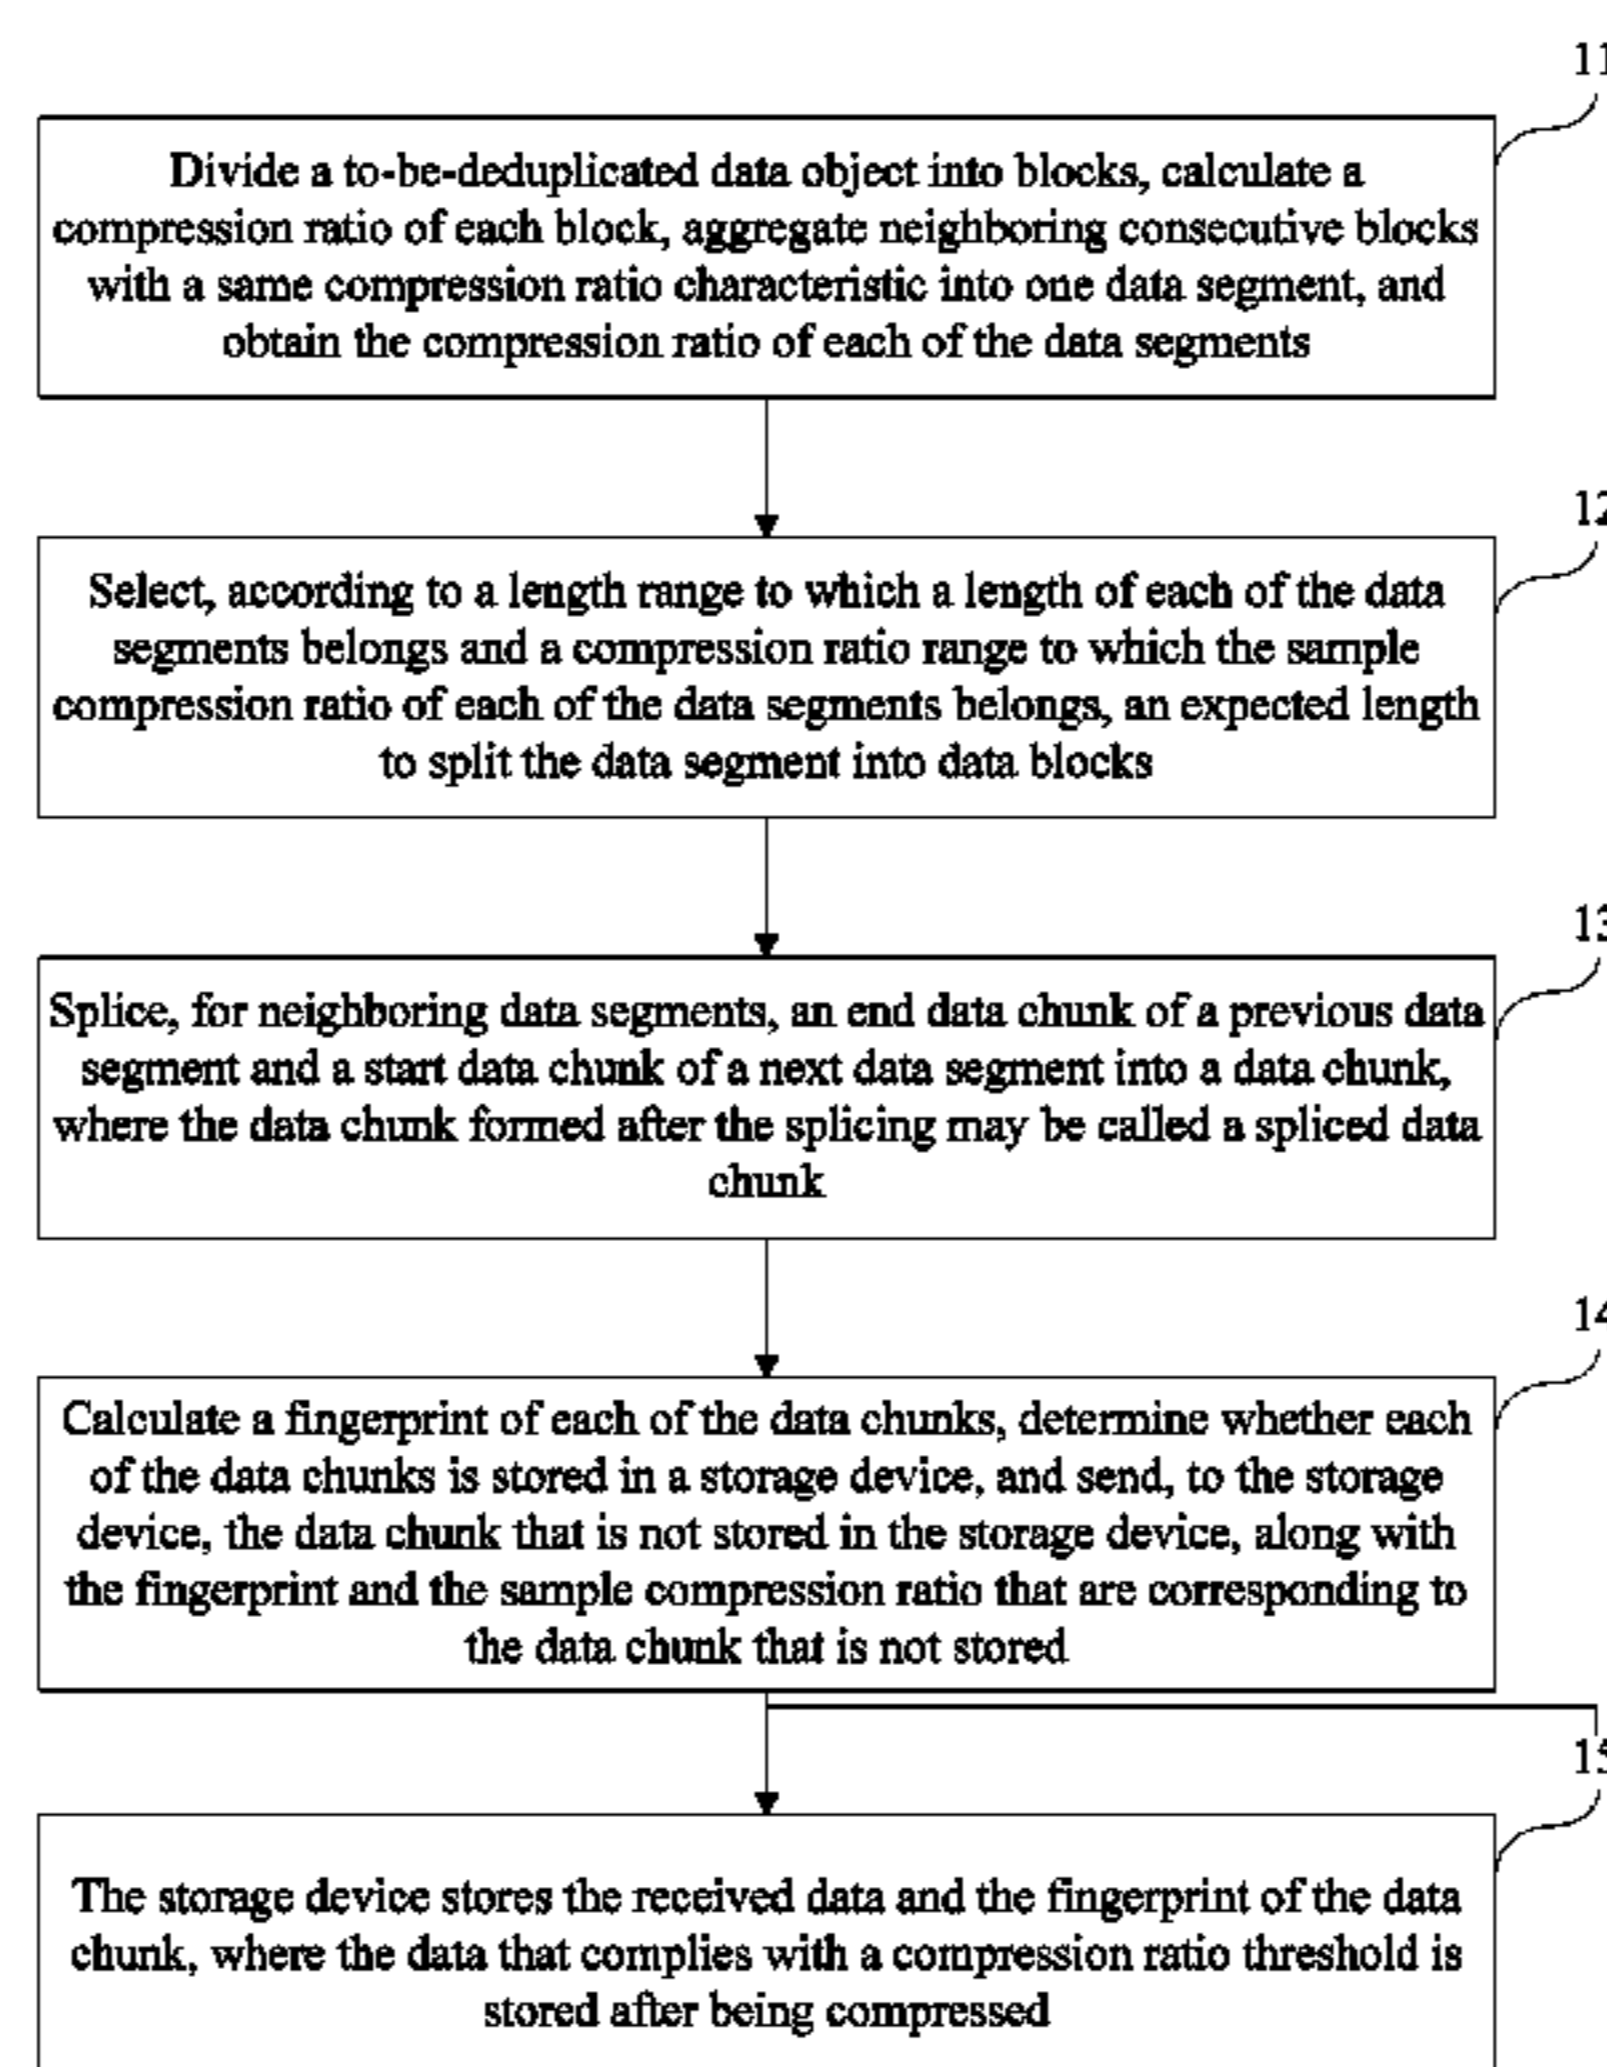 11
Divide a to-be-deduplicated data object into blocks, calculate a
compression ratio of each block, aggregate neighboring consecutive blocks
with a same compression ratio characteristic into one data segment, and
obtain the compression ratio of each of the data segments
12
Select, according to a length range to which a length of each of the data
segments belongs and a compression ratio range to which the sample
compression ratio of each of the data segments belongs, an expected length
to split the data segment into data blocks
13
Splice, for neighboring data segments, an end data chunk of a previous data
segment and a start data chunk of a next data segment into a data chunk,
where the data chunk formed after the splicing may be called a spliced data
chunk
14
Calculate a fingerprint of each of the data chunks, determine whether each
of the data chunks is stored in a storage device, and send, to the storage
device, the data chunk that is not stored in the storage device, along with
the fingerprint and the sample compression ratio that are corresponding to
the data chunk that is not stored
15
The storage device stores the received data and the fingerprint of the data
chunk, where the data that complies with a compression ratio threshold is
stored after being compressed